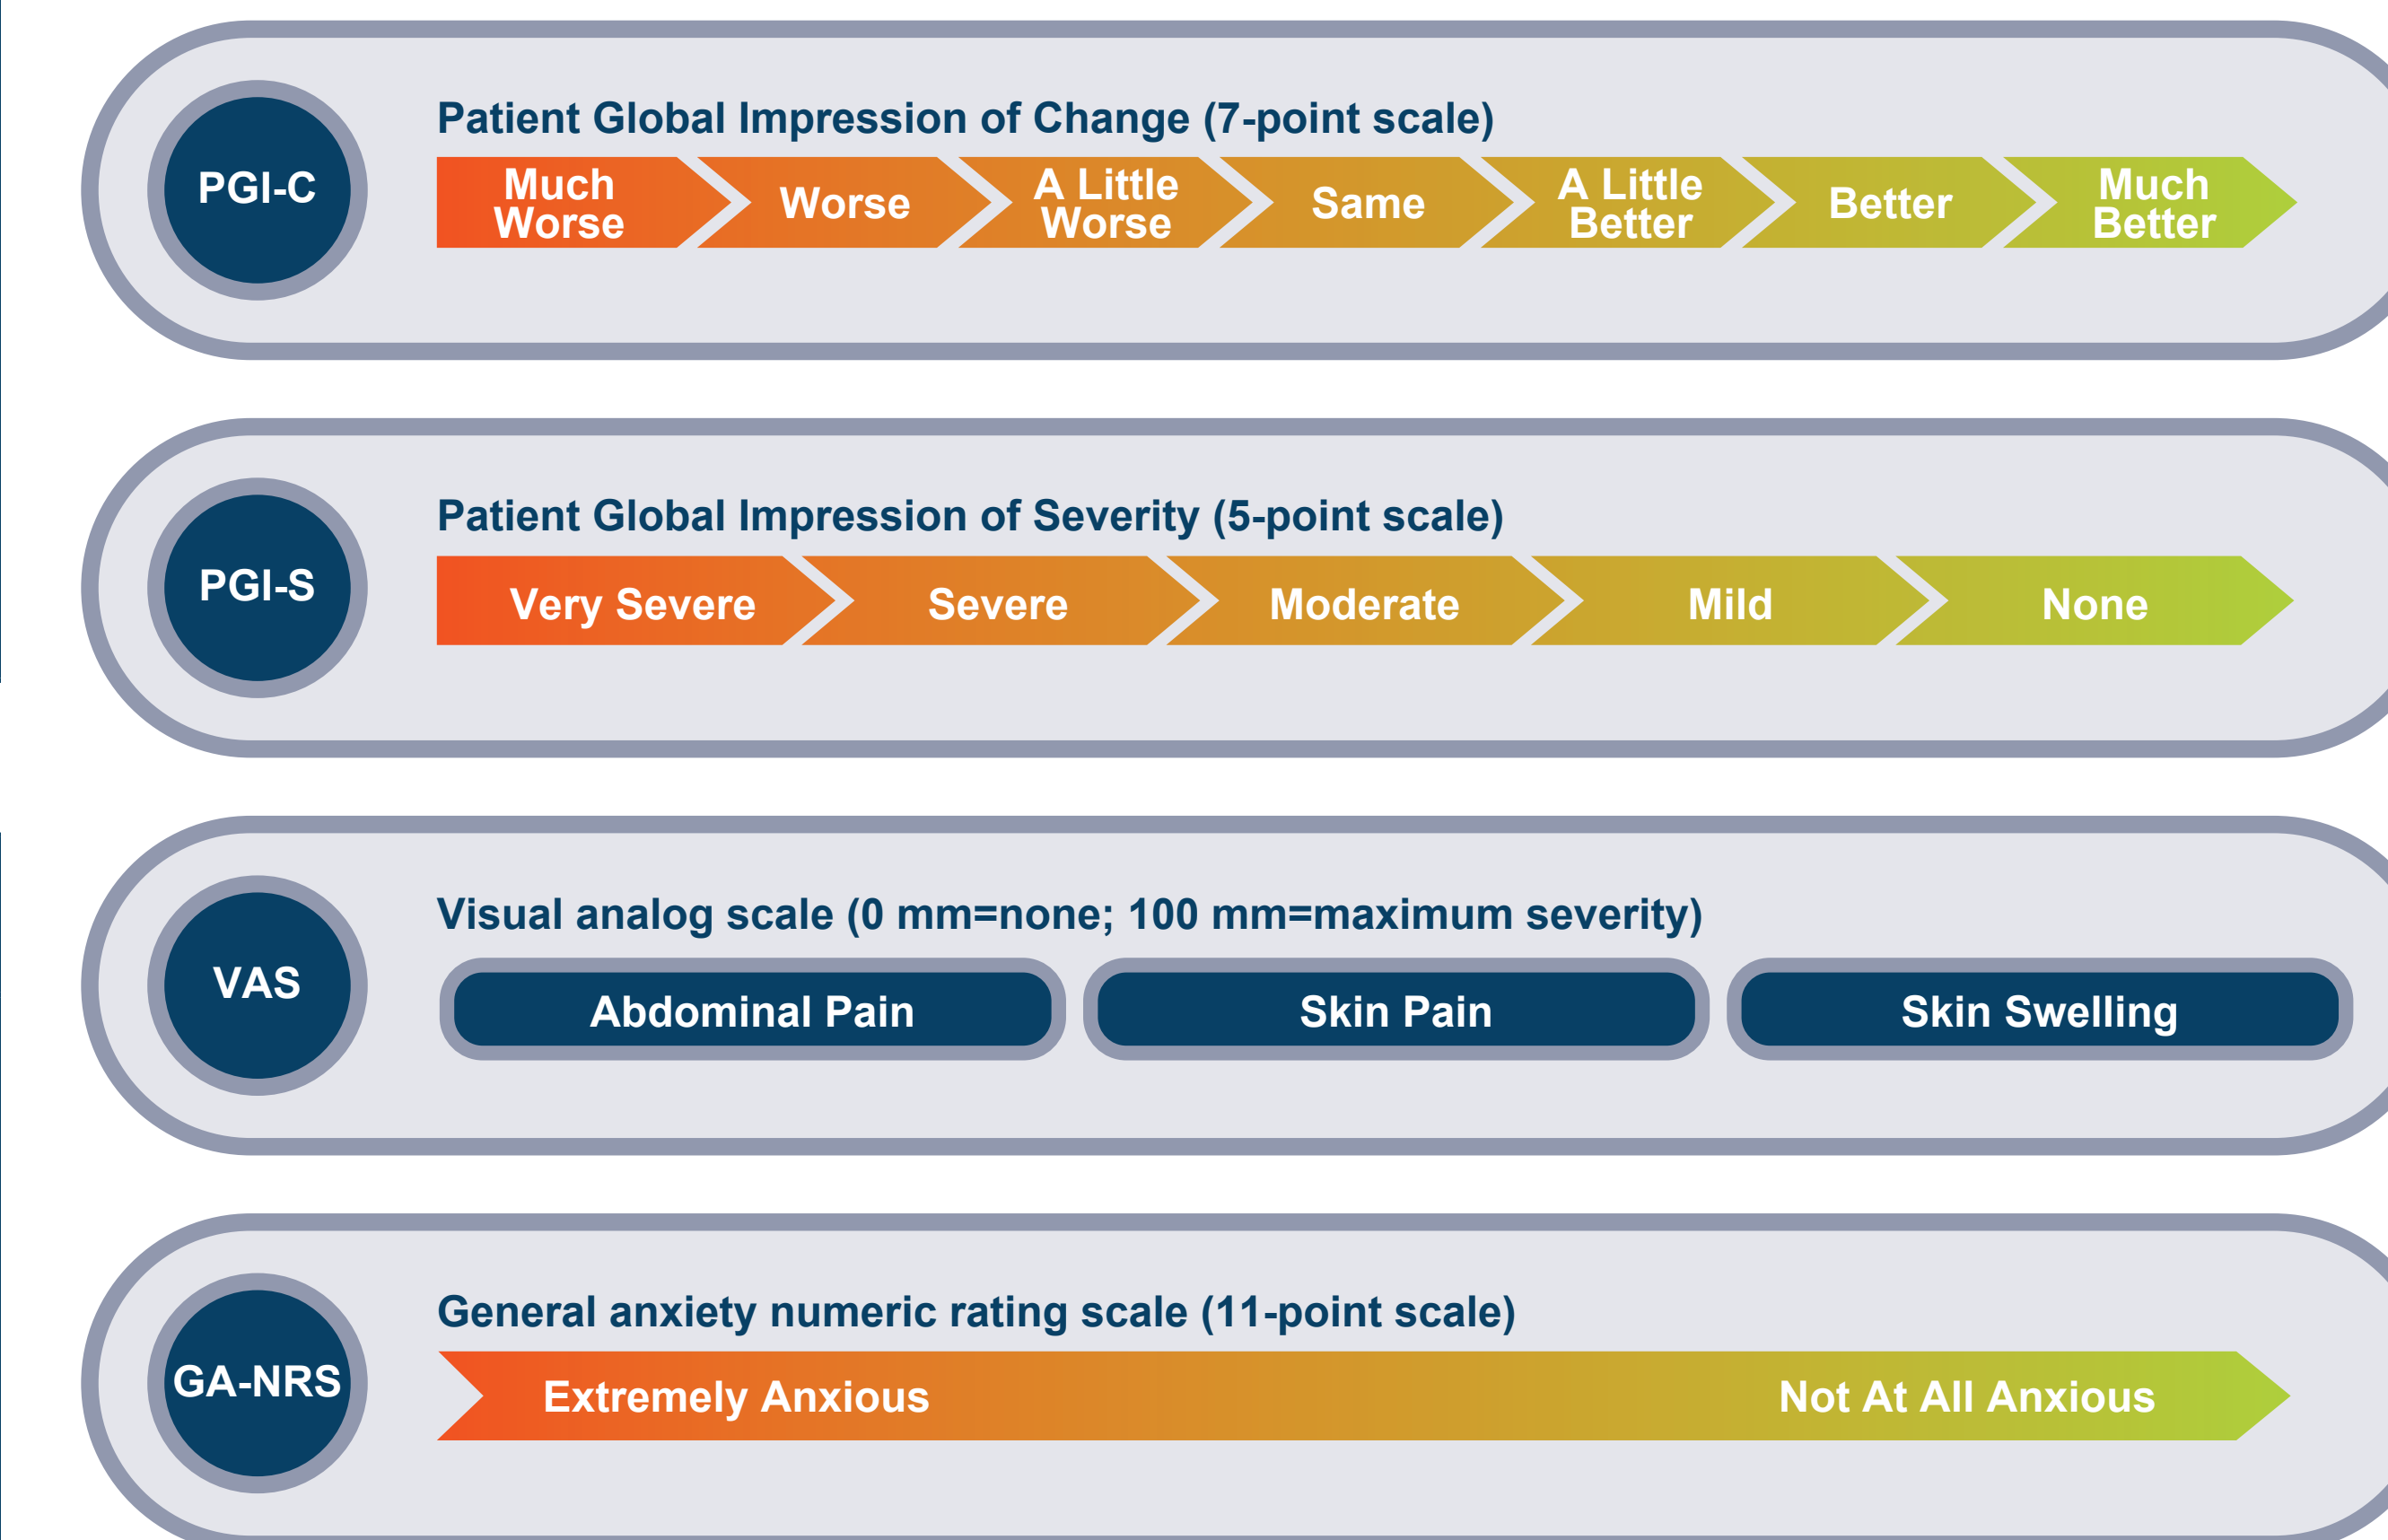 PGI-C
Patient Global Impression of Change (7-point scale)
Much
Worse
Worse
A Little
Worse
Same
A Little
Better
Better
Much
Better
PGI-S
Patient Global Impression of Severity (5-point scale)
Very Severe
Severe
Moderate
Mild
None
VAS
Visual analog scale (0 mm=none; 100 mm=maximum severity)
Abdominal Pain
Skin Pain
Skin Swelling
GA-NRS
General anxiety numeric rating scale (11-point scale)
Extremely Anxious
Not At All Anxious